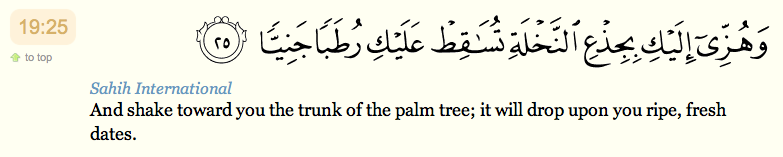 19:25
وَهُزِّىٓ إِلَيْكِ بِجِذْعِ ٱلنَّخْلَةِ تُسَـٰقِطْ عَلَيْكِ رُطَبًا جَنِيًّا ٢٥
to top
Sahih International
And shake toward you the trunk of the palm tree; it will drop upon you ripe, fresh
dates.